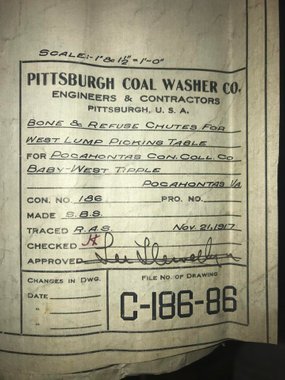 SCALE:-1" & 1½" = 1'-0"
PITTSBURGH COAL WASHER CO.
ENGINEERS & CONTRACTORS
PITTSBURGH, U. S. A.
BONE & REFUSE CHUTES FOR
WEST LUMP PICKING TABLE
FOR POCAHONTAS CON. COLL. CO
BABY-WEST TIPPLE
POCAHONTAS VA
CON. NO. 186 PRO. NO.
MADE S.B.S.
TRACED R.A.S. NOV. 21, 1917
CHECKED
APPROVED Lee Llewellyn
CHANGES IN DWG. FILE NO. OF DRAWING
DATE
"
"
C-186-86